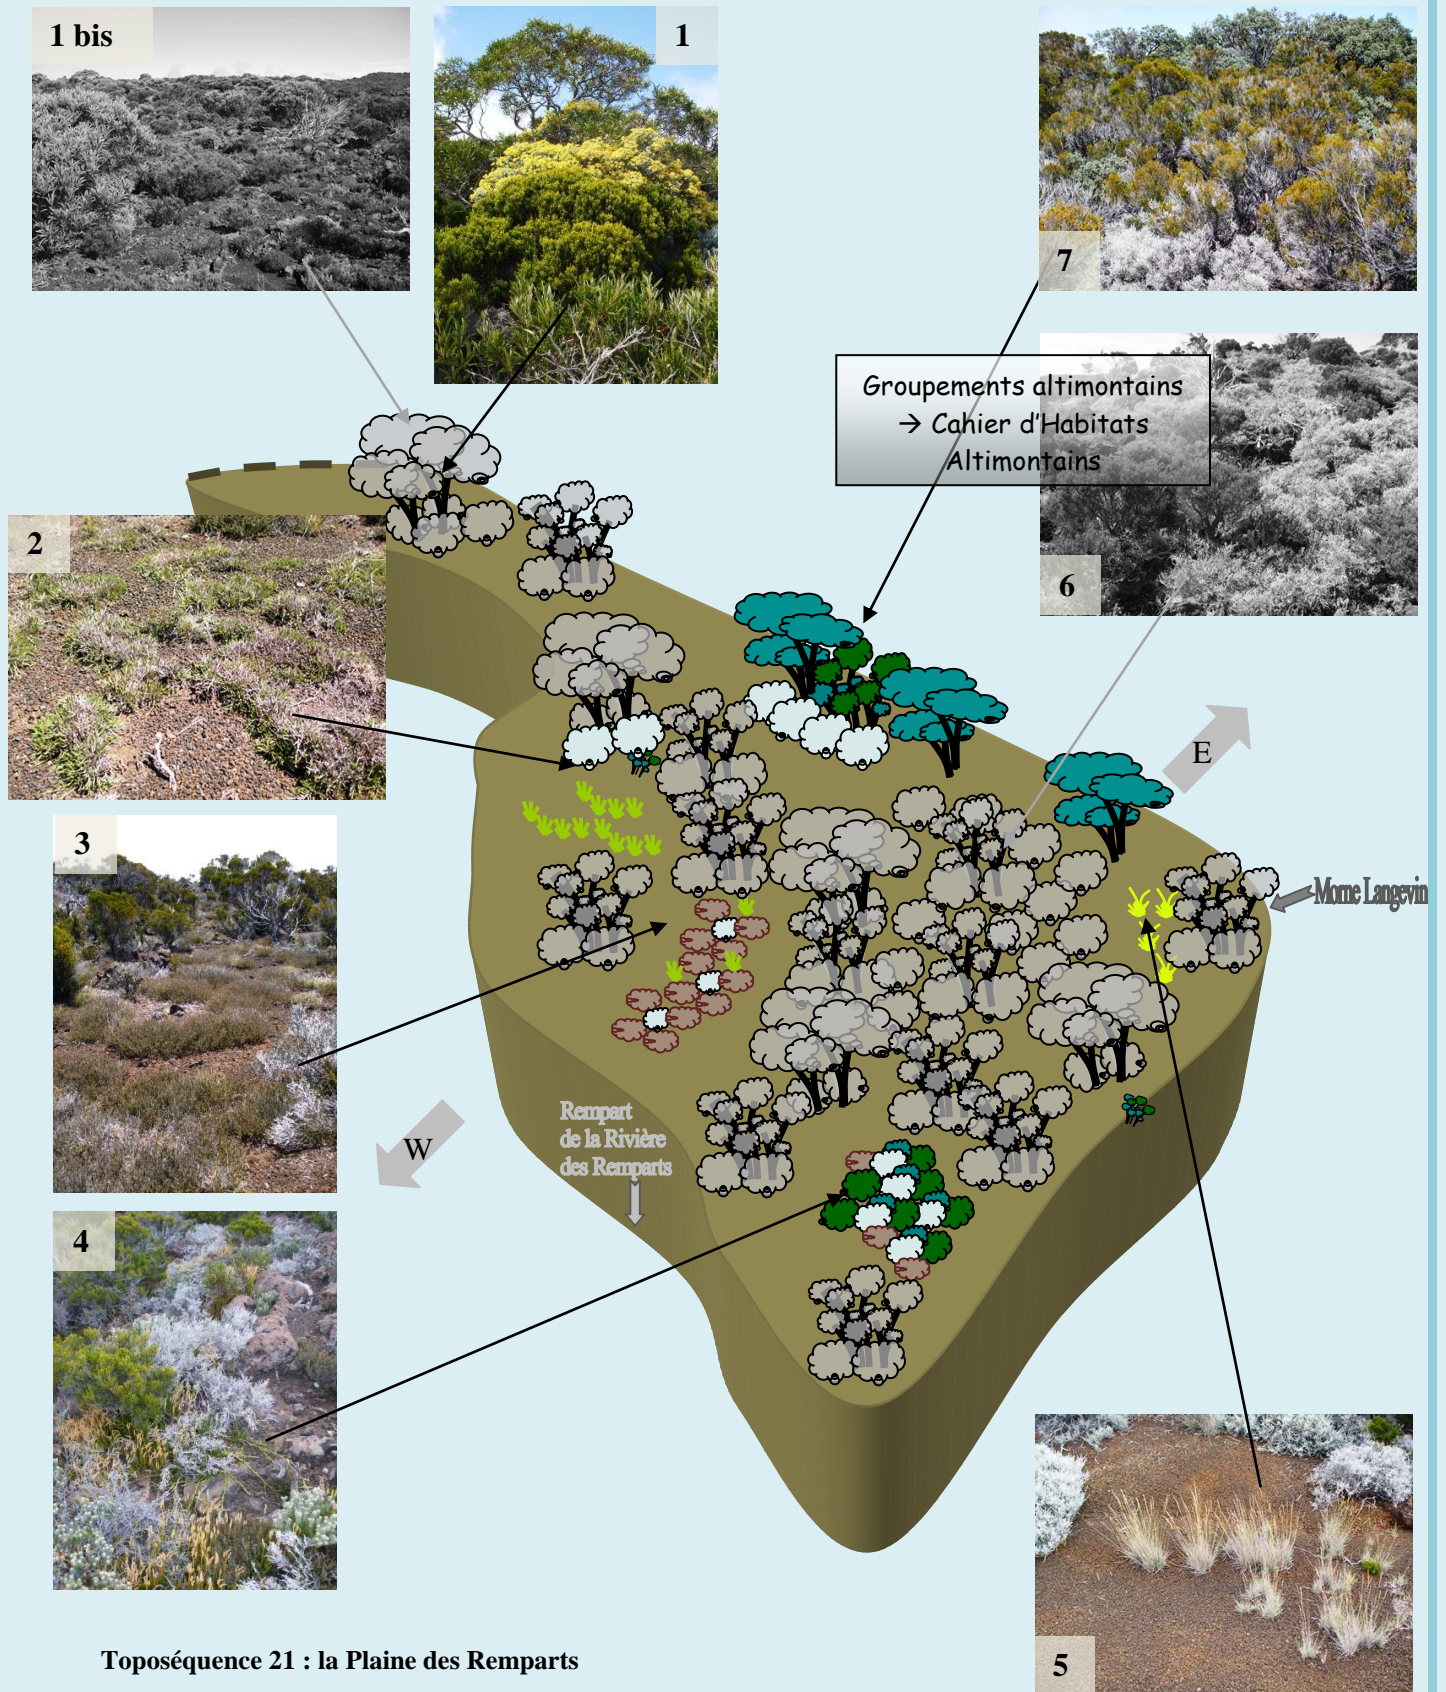 1 bis
1
7
Groupements altimontains
→ Cahier d'Habitats
Altimontains
2
6
E
3
Morne Langevin
W
Rempart
de la Rivière
des Remparts
4
5
Toposéquence 21 : la Plaine des Remparts